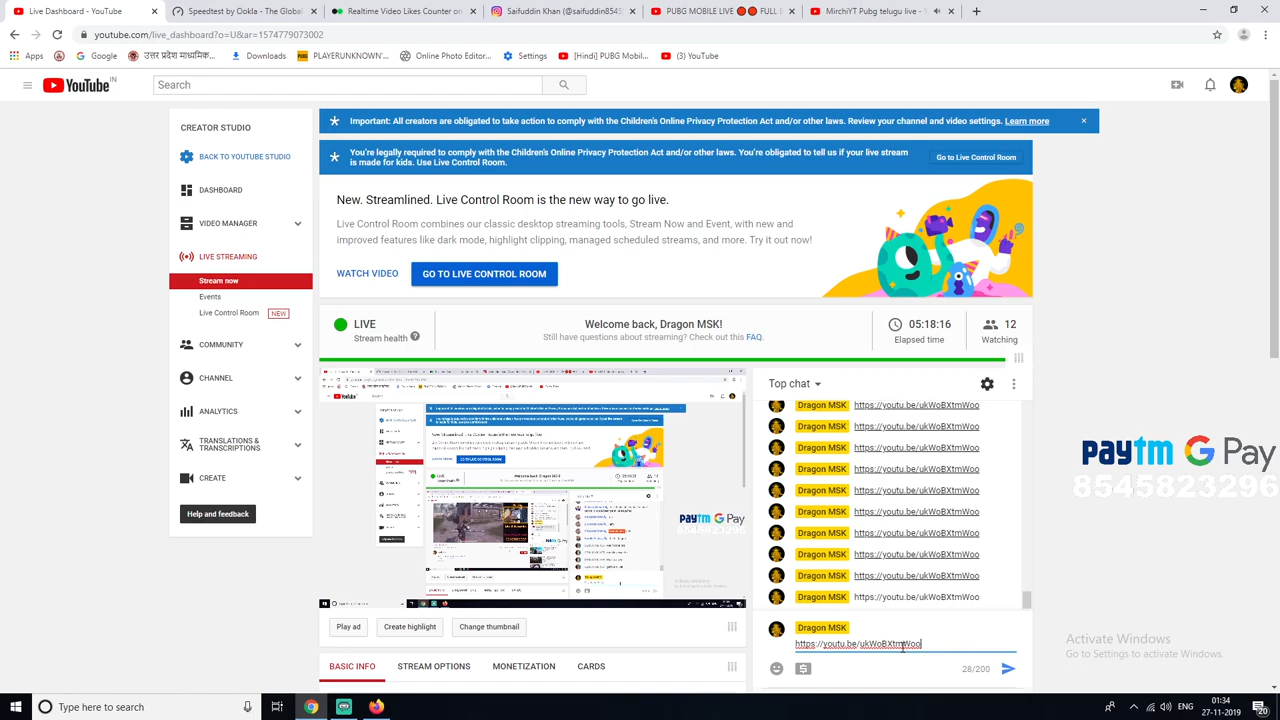 Live Dashboard - YouTube
Speedtest by Ookla - The Global
Realtime Video Likes Counter on
Saifuddin Khan (@saifuddin8545
PUBG MOBILE LIVE 🔴🔴 FULL E
MirchiYT Pubg telugu live -
youtube.com/live_dashboard?o=U&ar=1574779073002
Apps
Google
उत्तर प्रदेश माध्यमिक...
Downloads
PLAYERUNKNOWN'...
Online Photo Editor...
Settings
[Hindi] PUBG Mobil...
(3) YouTube
YouTube IN
Search
CREATOR STUDIO
BACK TO YOUTUBE STUDIO
DASHBOARD
VIDEO MANAGER
LIVE STREAMING
Stream now
Events
Live Control Room NEW
COMMUNITY
CHANNEL
ANALYTICS
TRANSLATIONS &
TRANSCRIPTIONS
CREATE
Help and feedback
Important: All creators are obligated to take action to comply with the Children's Online Privacy Protection Act and/or other laws. Review your channel and video settings. Learn more
You're legally required to comply with the Children's Online Privacy Protection Act and/or other laws. You're obligated to tell us if your live stream
is made for kids. Use Live Control Room.
Go to Live Control Room
New. Streamlined. Live Control Room is the new way to go live.
Live Control Room combines our classic desktop streaming tools, Stream Now and Event, with new and
improved features like dark mode, highlight clipping, managed scheduled streams, and more. Try it out now!
WATCH VIDEO
GO TO LIVE CONTROL ROOM
LIVE
Stream health
Welcome back, Dragon MSK!
Still have questions about streaming? Check out this FAQ.
05:18:16
Elapsed time
12
Watching
Top chat
Dragon MSK https://youtu.be/ukWoBXtmWoo
Dragon MSK https://youtu.be/ukWoBXtmWoo
Dragon MSK https://youtu.be/ukWoBXtmWoo
Dragon MSK https://youtu.be/ukWoBXtmWoo
Dragon MSK https://youtu.be/ukWoBXtmWoo
Dragon MSK https://youtu.be/ukWoBXtmWoo
Dragon MSK https://youtu.be/ukWoBXtmWoo
Dragon MSK https://youtu.be/ukWoBXtmWoo
Dragon MSK https://youtu.be/ukWoBXtmWoo
Dragon MSK https://youtu.be/ukWoBXtmWoo
Dragon MSK
https://youtu.be/ukWoBXtmWoo
28/200
Play ad
Create highlight
Change thumbnail
BASIC INFO
STREAM OPTIONS
MONETIZATION
CARDS
Paytm G Pay
Paytm G Pay
Activate Windows
Go to Settings to activate Windows.
Type here to search
ENG
01:34
27-11-2019
20